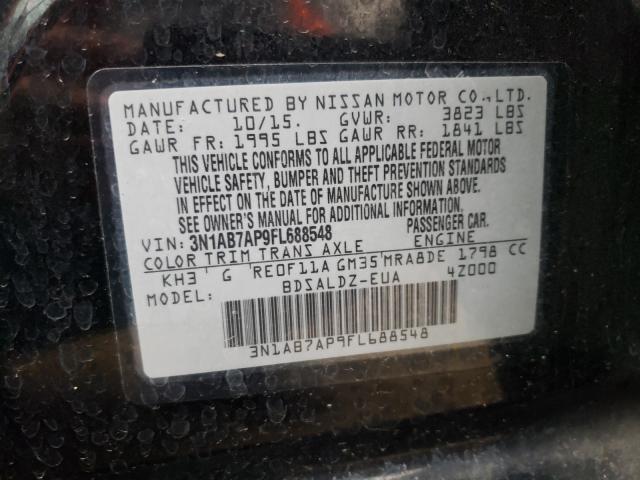 MANUFACTURED BY NISSAN MOTOR CO., LTD.
DATE: 10/15. GVWR: 3823 LBS
GAWR FR: 1995 LBS GAWR RR: 1841 LBS
THIS VEHICLE CONFORMS TO ALL APPLICABLE FEDERAL MOTOR
VEHICLE SAFETY, BUMPER AND THEFT PREVENTION STANDARDS
IN EFFECT ON THE DATE OF MANUFACTURE SHOWN ABOVE.
SEE OWNER'S MANUAL FOR ADDITIONAL INFORMATION.
VIN: 3N1AB7AP9FL688548 PASSENGER CAR.
COLOR TRIM TRANS AXLE ENGINE
KH3 G RE0F11A GM35 MRA8DE 1798 CC
MODEL: BDSALDZ-EUA 4Z000
3N1AB7AP9FL688548